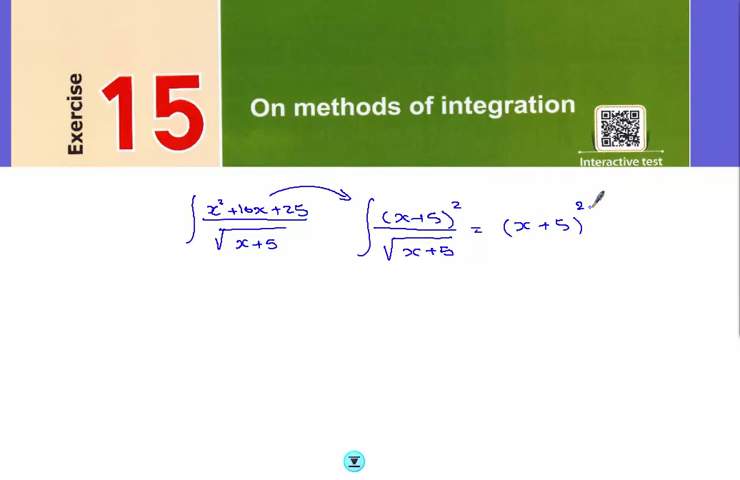 Exercise 15
On methods of integration
Interactive test
∫ (x² + 10x + 25) / √(x+5) → ∫ (x+5)² / √(x+5) = (x + 5)²